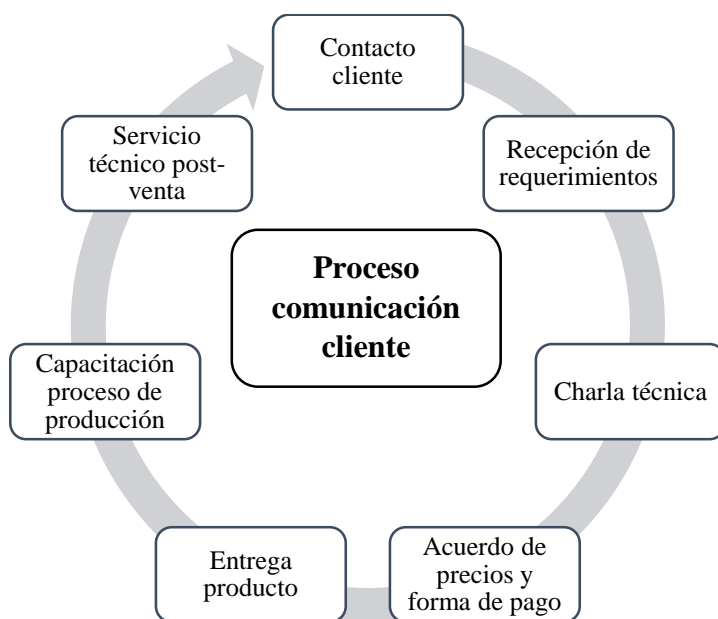 Contacto
cliente
Recepción de
requerimientos
Charla técnica
Acuerdo de
precios y
forma de pago
Entrega
producto
Capacitación
proceso de
producción
Servicio
técnico post-
venta
Proceso
comunicación
cliente